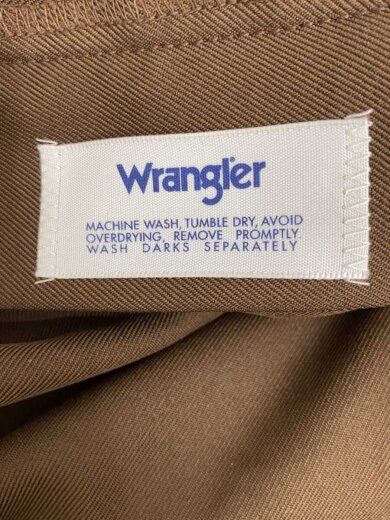 Wrangler
MACHINE WASH, TUMBLE DRY, AVOID
OVERDRYING, REMOVE PROMPTLY
WASH DARKS SEPARATELY